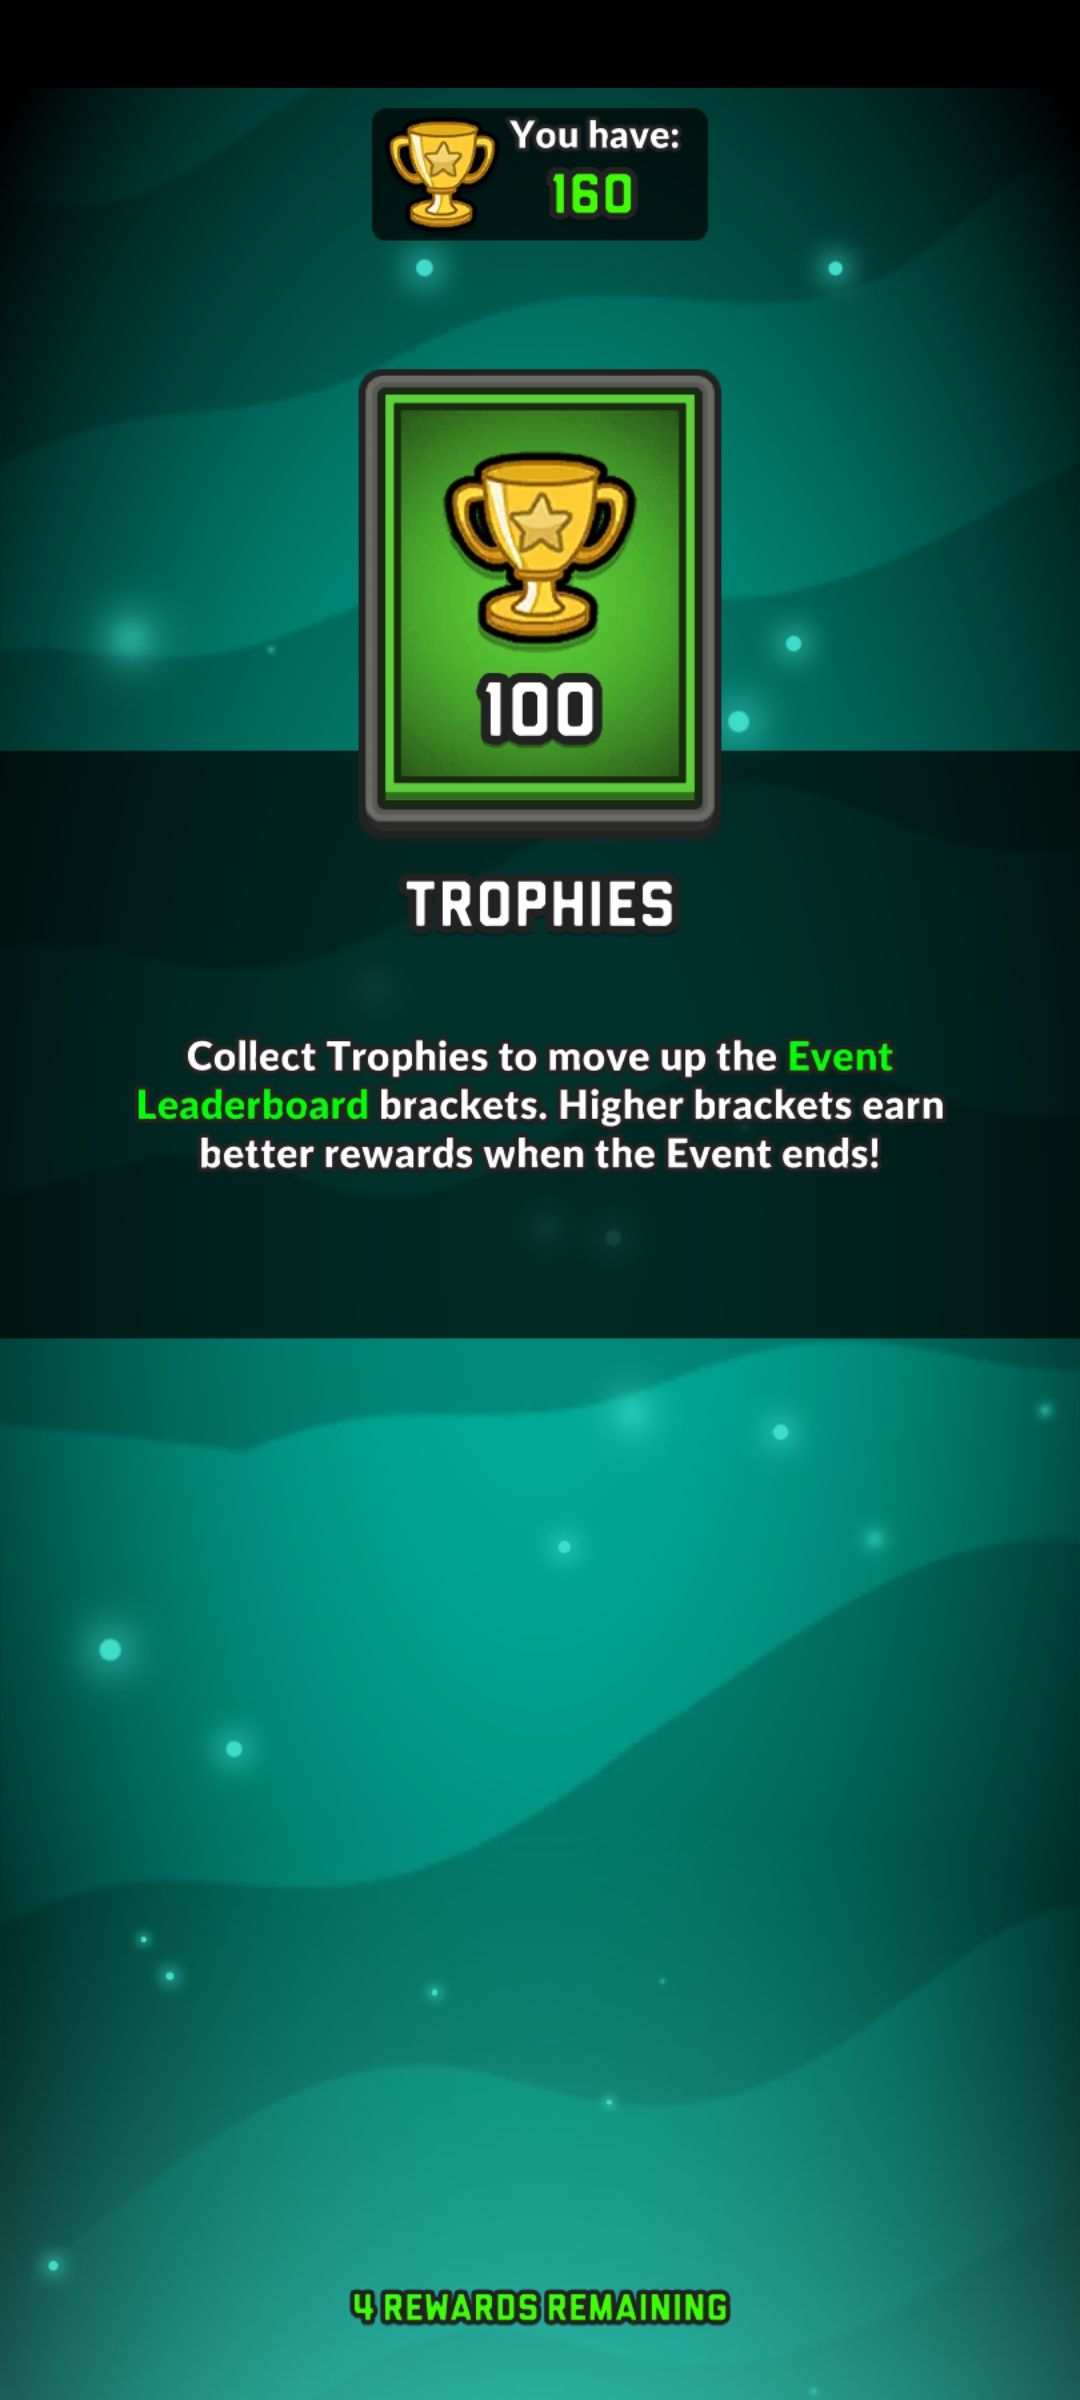 You have:
160
100
TROPHIES
Collect Trophies to move up the Event
Leaderboard brackets. Higher brackets earn
better rewards when the Event ends!
4 REWARDS REMAINING